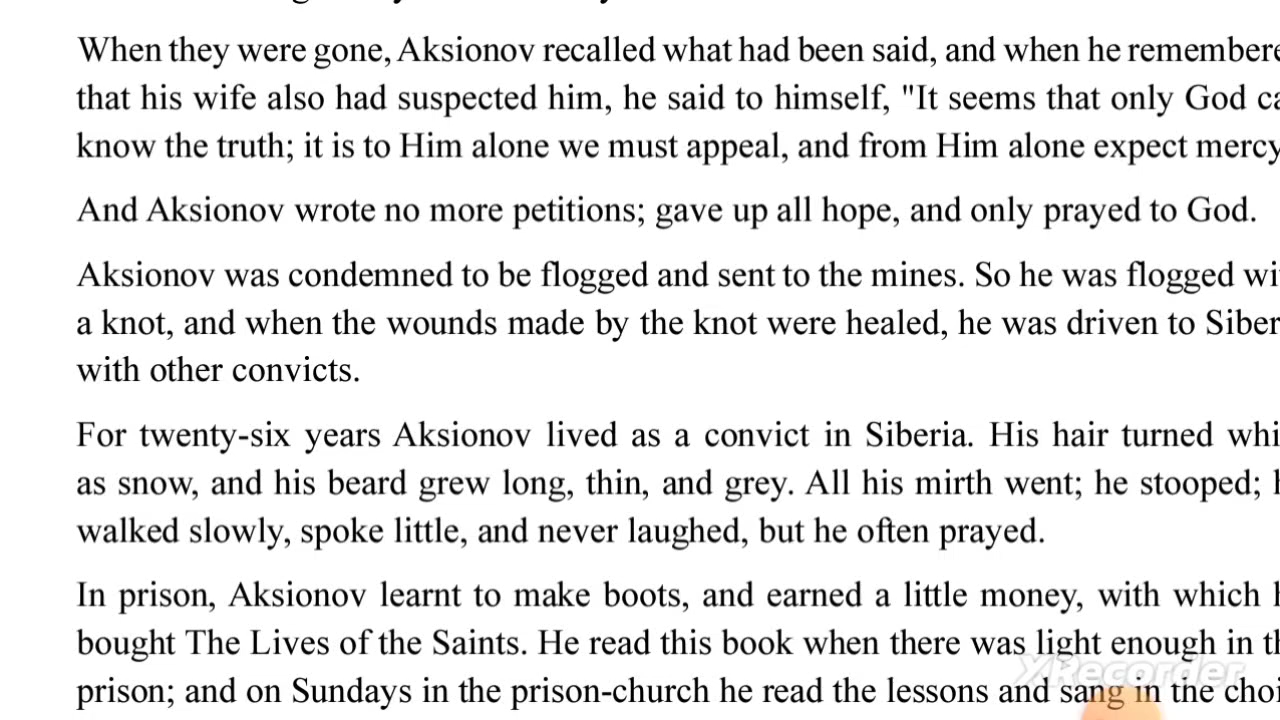 When they were gone, Aksionov recalled what had been said, and when he remembere
that his wife also had suspected him, he said to himself, "It seems that only God ca
know the truth; it is to Him alone we must appeal, and from Him alone expect mercy
And Aksionov wrote no more petitions; gave up all hope, and only prayed to God.
Aksionov was condemned to be flogged and sent to the mines. So he was flogged wi
a knot, and when the wounds made by the knot were healed, he was driven to Siber
with other convicts.
For twenty-six years Aksionov lived as a convict in Siberia. His hair turned whi
as snow, and his beard grew long, thin, and grey. All his mirth went; he stooped;
walked slowly, spoke little, and never laughed, but he often prayed.
In prison, Aksionov learnt to make boots, and earned a little money, with which
bought The Lives of the Saints. He read this book when there was light enough in th
prison; and on Sundays in the prison-church he read the lessons and sang in the choi
XRecorder